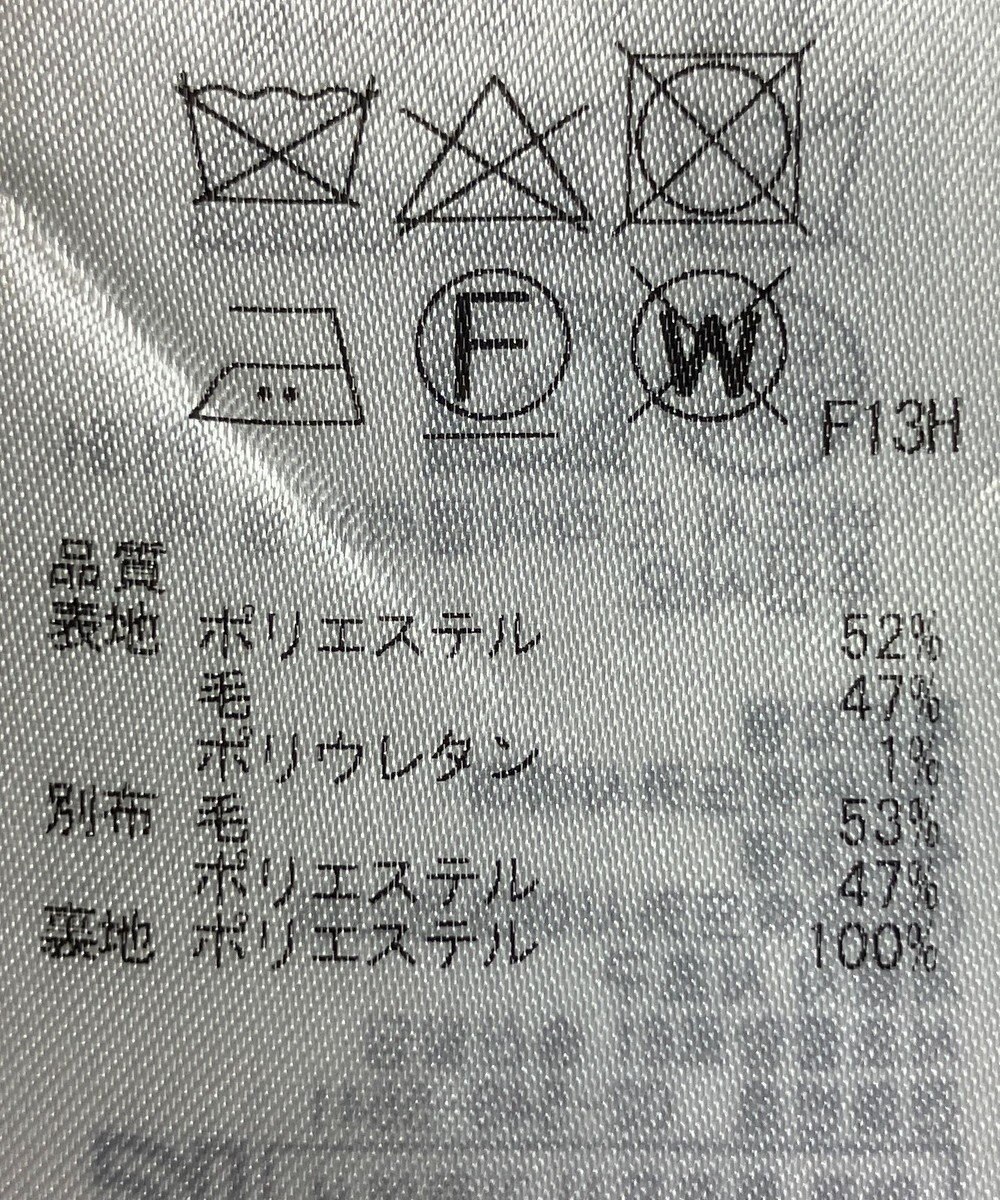 F
W
F13H
品質
表地 ポリエステル 52%
毛 47%
ポリウレタン 1%
別布 毛 53%
ポリエステル 47%
裏地 ポリエステル 100%